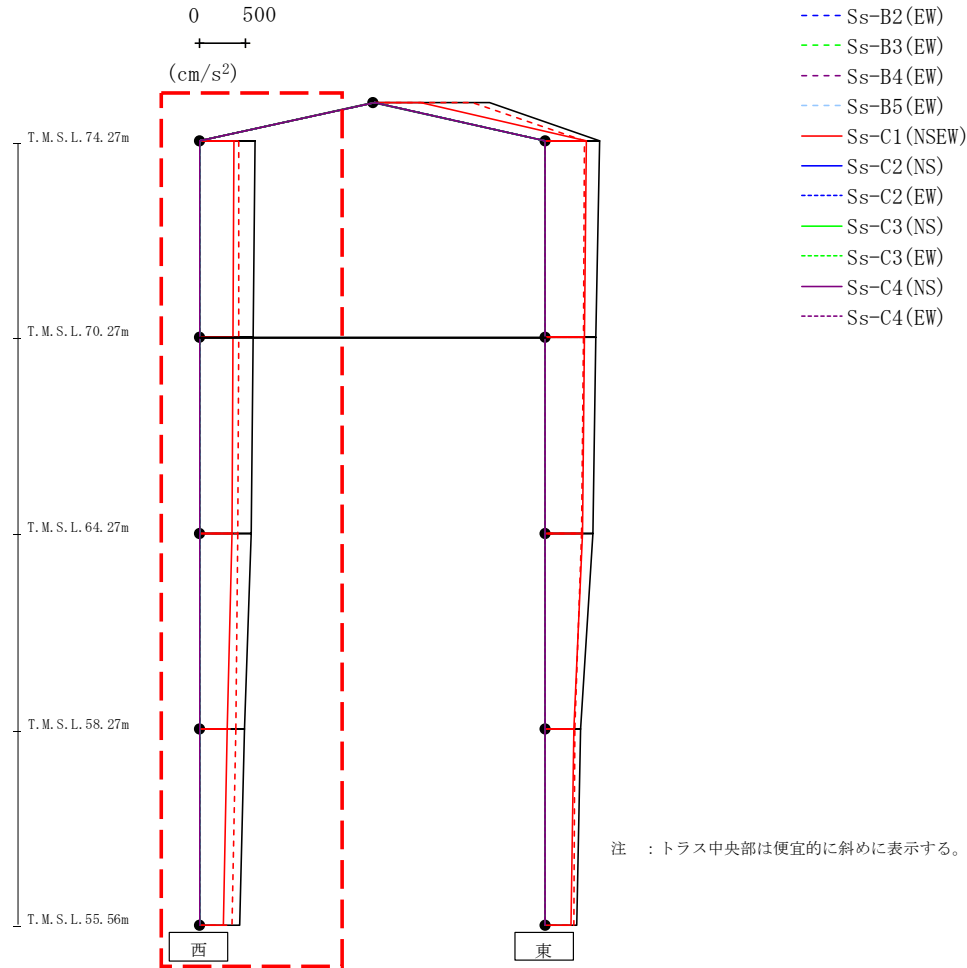 0 500
(cm/s²)
Ss-B2(EW)
Ss-B3(EW)
Ss-B4(EW)
Ss-B5(EW)
Ss-C1(NSEW)
Ss-C2(NS)
Ss-C2(EW)
Ss-C3(NS)
Ss-C3(EW)
Ss-C4(NS)
Ss-C4(EW)
T.M.S.L.74.27m
T.M.S.L.70.27m
T.M.S.L.64.27m
T.M.S.L.58.27m
T.M.S.L.55.56m
注 :トラス中央部は便宜的に斜めに表示する。
西
東